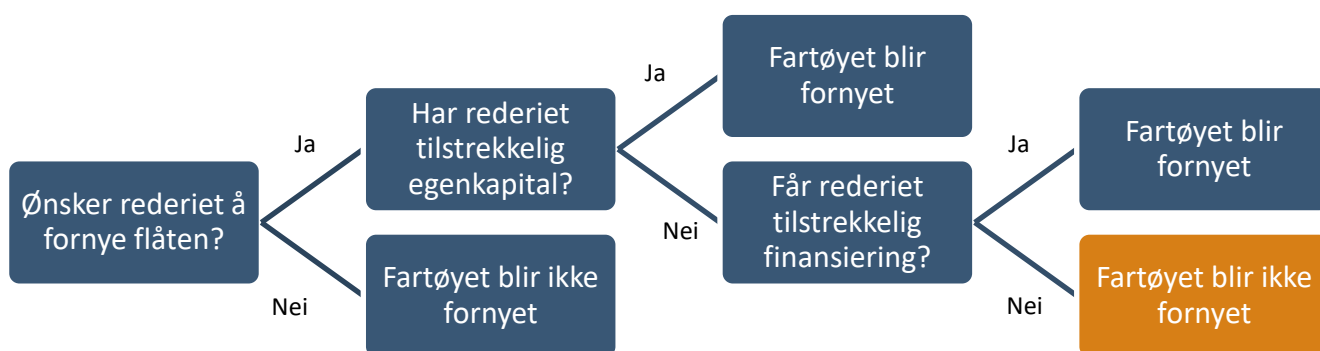 Ønsker rederiet å
fornye flåten?
Ja
Nei
Har rederiet
tilstrekkelig
egenkapital?
Fartøyet blir ikke
fornyet
Ja
Nei
Fartøyet blir
fornyet
Får rederiet
tilstrekkelig
finansiering?
Ja
Nei
Fartøyet blir
fornyet
Fartøyet blir ikke
fornyet